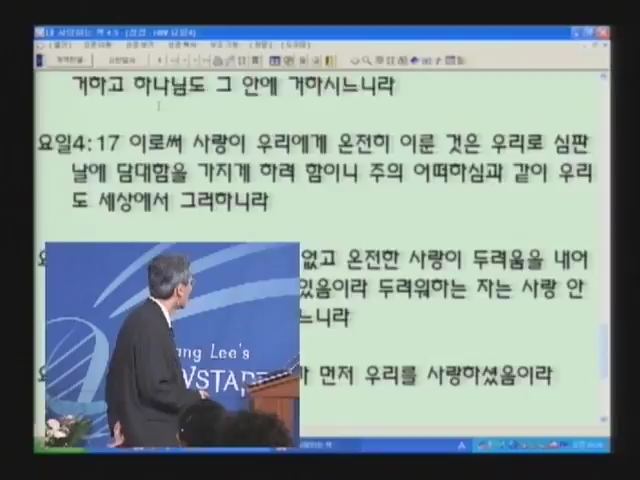 거하고 하나님도 그 안에 거하시느니라
요일4:17 이로써 사랑이 우리에게 온전히 이룬 것은 우리로 심판
날에 담대함을 가지게 하려 함이니 주의 어떠하심과 같이 우리
도 세상에서 그러하니라
없고 온전한 사랑이 두려움을 내어
있음이라 두려워하는 자는 사랑 안
느니라
먼저 우리를 사랑하셨음이라
ang Lee's
WSTART